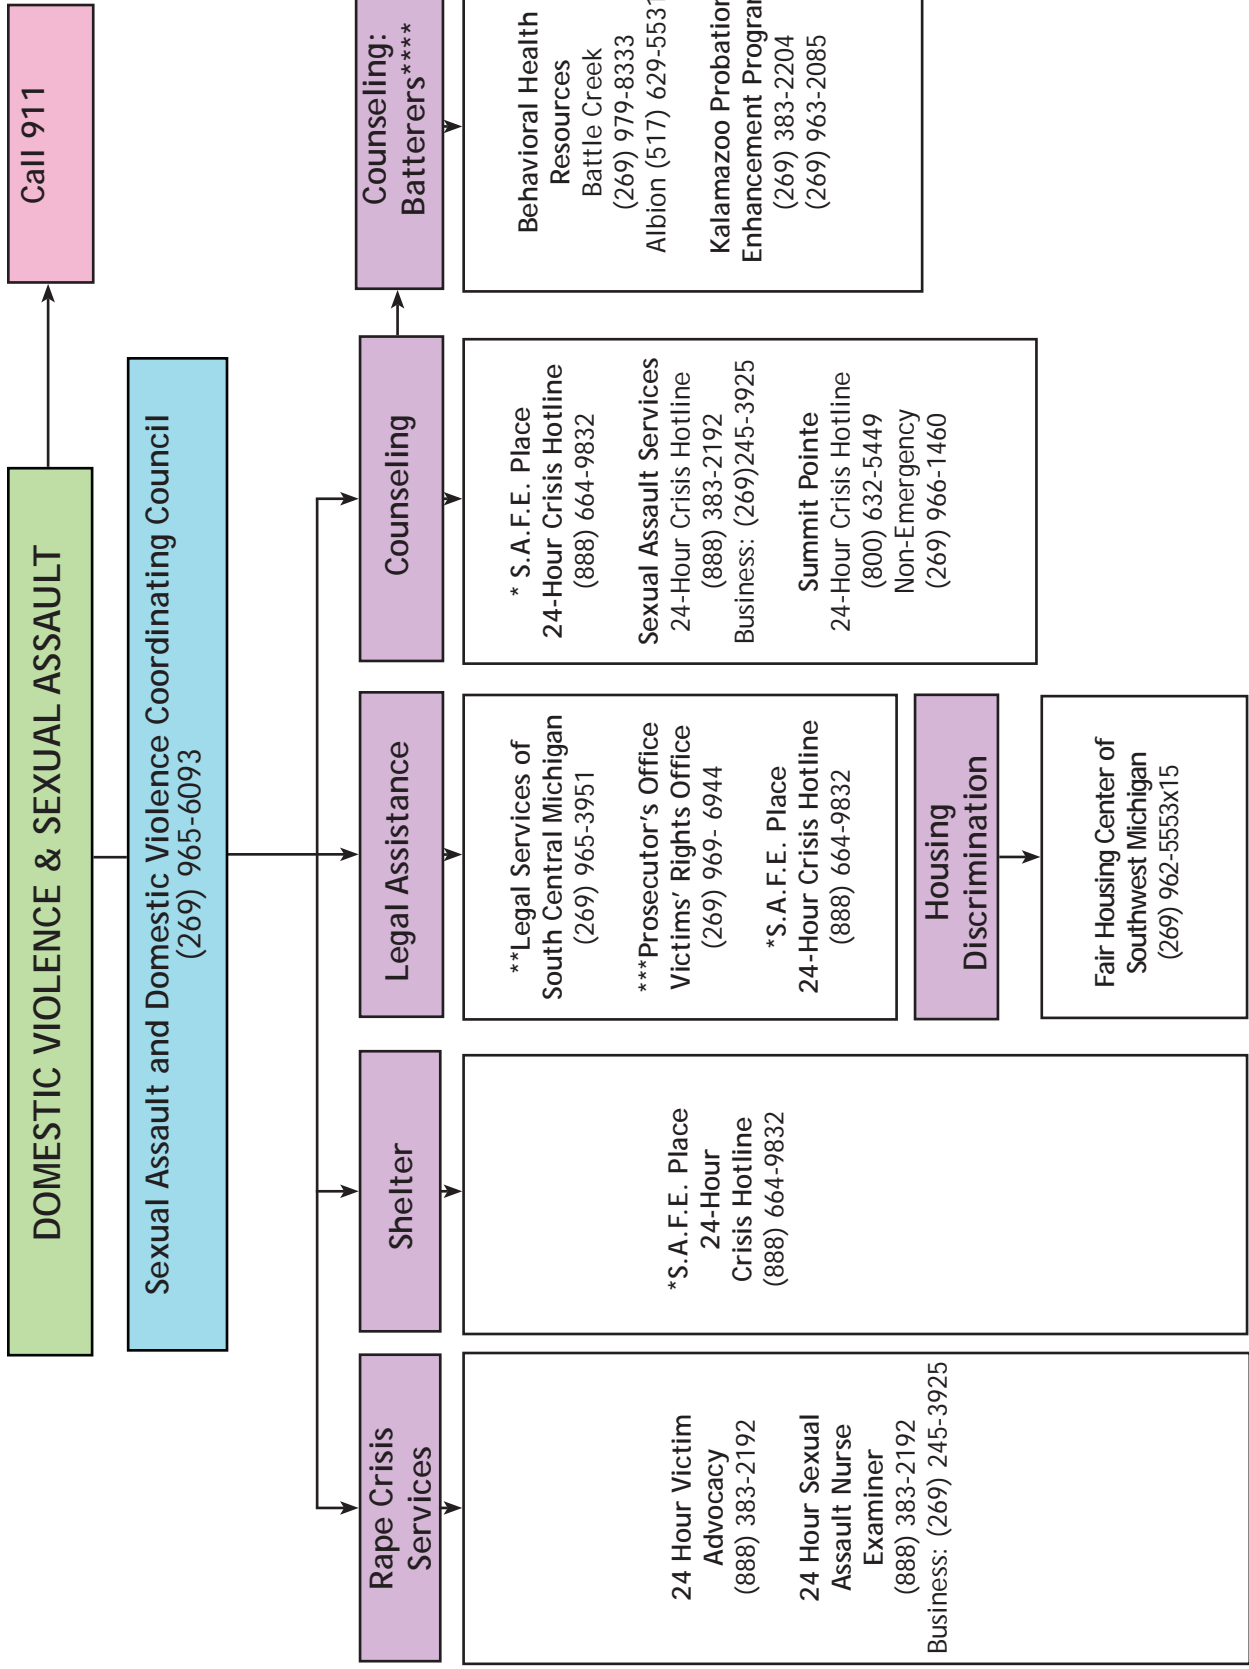 DOMESTIC VIOLENCE & SEXUAL ASSAULT
Call 911
Sexual Assault and Domestic Violence Coordinating Council
(269) 965-6093
Rape Crisis
Services
24 Hour Victim
Advocacy
(888) 383-2192
24 Hour Sexual
Assault Nurse
Examiner
(888) 383-2192
Business: (269) 245-3925
Shelter
*S.A.F.E. Place
24-Hour
Crisis Hotline
(888) 664-9832
Legal Assistance
**Legal Services of
South Central Michigan
(269) 965-3951
***Prosecutor's Office
Victims' Rights Office
(269) 969- 6944
*S.A.F.E. Place
24-Hour Crisis Hotline
(888) 664-9832
Housing
Discrimination
Fair Housing Center of
Southwest Michigan
(269) 962-5553x15
Counseling
* S.A.F.E. Place
24-Hour Crisis Hotline
(888) 664-9832
Sexual Assault Services
24-Hour Crisis Hotline
(888) 383-2192
Business: (269)245-3925
Summit Pointe
24-Hour Crisis Hotline
(800) 632-5449
Non-Emergency
(269) 966-1460
Counseling:
Batterers****
Behavioral Health
Resources
Battle Creek
(269) 979-8333
Albion (517) 629-5531
Kalamazoo Probation
Enhancement Program
(269) 383-2204
(269) 963-2085